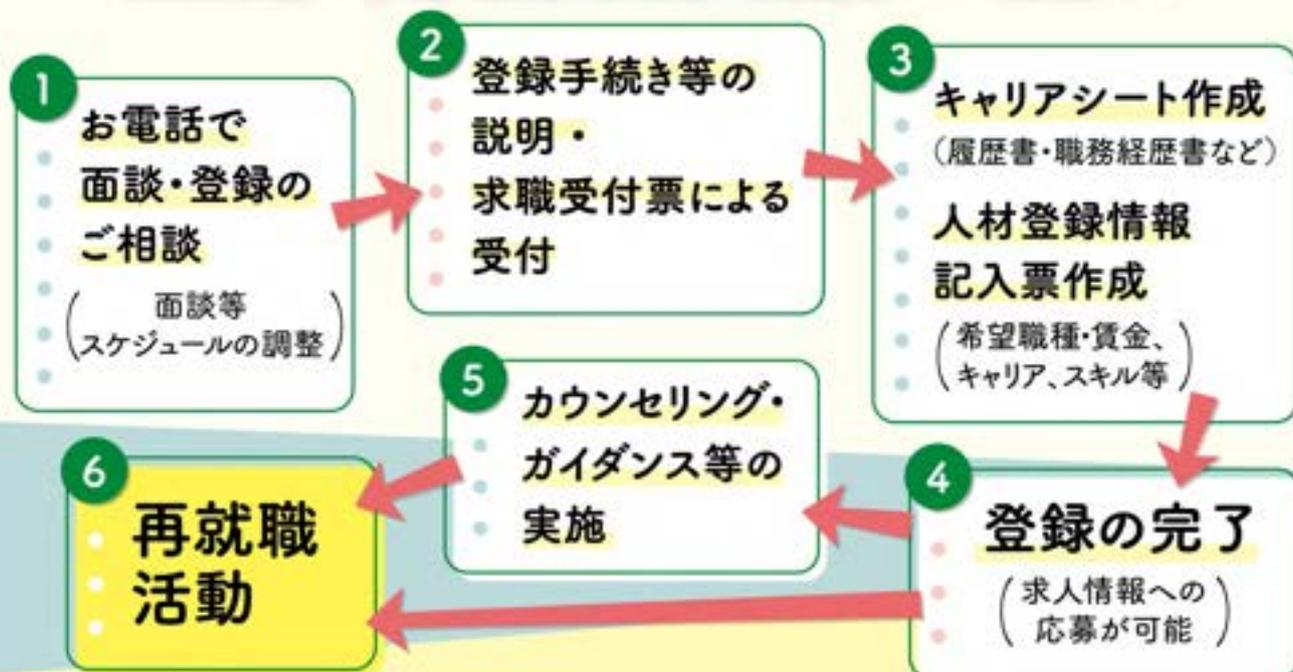 1
お電話で
面談・登録の
ご相談
(面談等
スケジュールの調整)
2
登録手続き等の
説明・
求職受付票による
受付
3
キャリアシート作成
(履歴書・職務経歴書など)
人材登録情報
記入票作成
(希望職種・賃金、
キャリア、スキル等)
4
登録の完了
(求人情報への
応募が可能)
5
カウンセリング・
ガイダンス等の
実施
6
再就職
活動